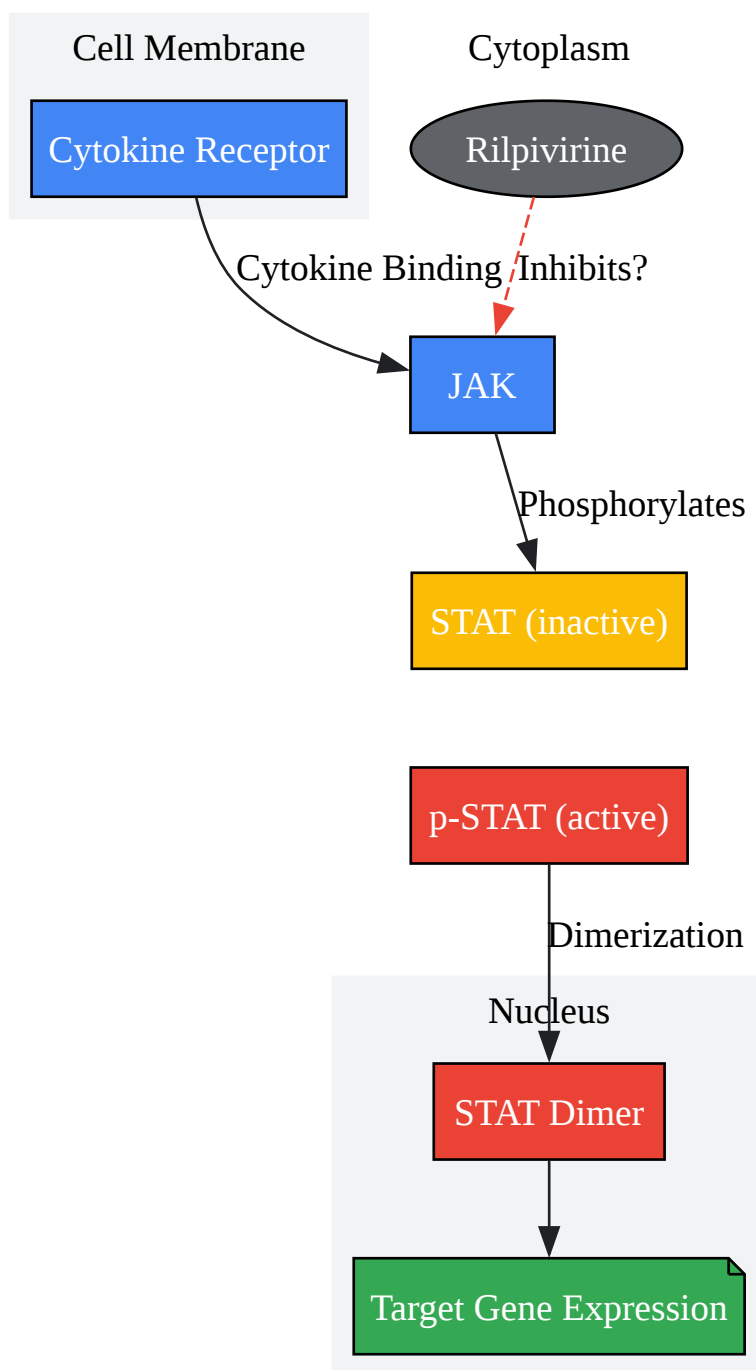 Cell Membrane
Cytoplasm
Cytokine Receptor
Rilpivirine
Cytokine Binding
Inhibits?
JAK
Phosphorylates
STAT (inactive)
p-STAT (active)
Dimerization
Nucleus
STAT Dimer
Target Gene Expression